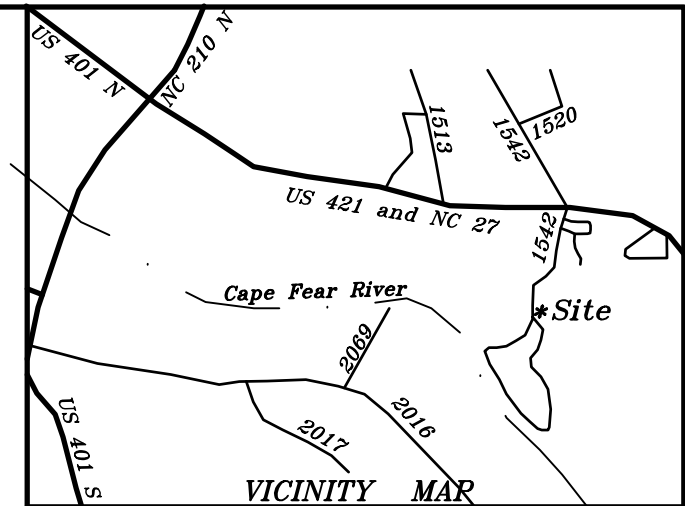 US 401 N
NC 210 N
1513
1542
1520
US 421 and NC 27
1542
Cape Fear River
*Site
2069
2016
2017
US 401 S
VICINITY MAP